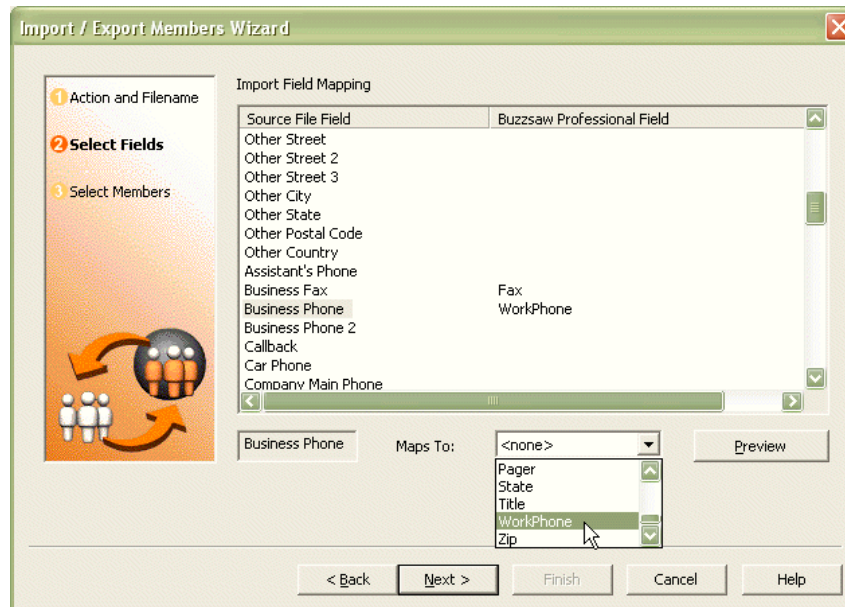 Import / Export Members Wizard
1 Action and Filename
2 Select Fields
3 Select Members
Import Field Mapping
Source File Field Buzzsaw Professional Field
Other Street
Other Street 2
Other Street 3
Other City
Other State
Other Postal Code
Other Country
Assistant's Phone
Business Fax Fax
Business Phone WorkPhone
Business Phone 2
Callback
Car Phone
Company Main Phone
Business Phone Maps To: <none> Preview
Pager
State
Title
WorkPhone
Zip
< Back Next > Finish Cancel Help